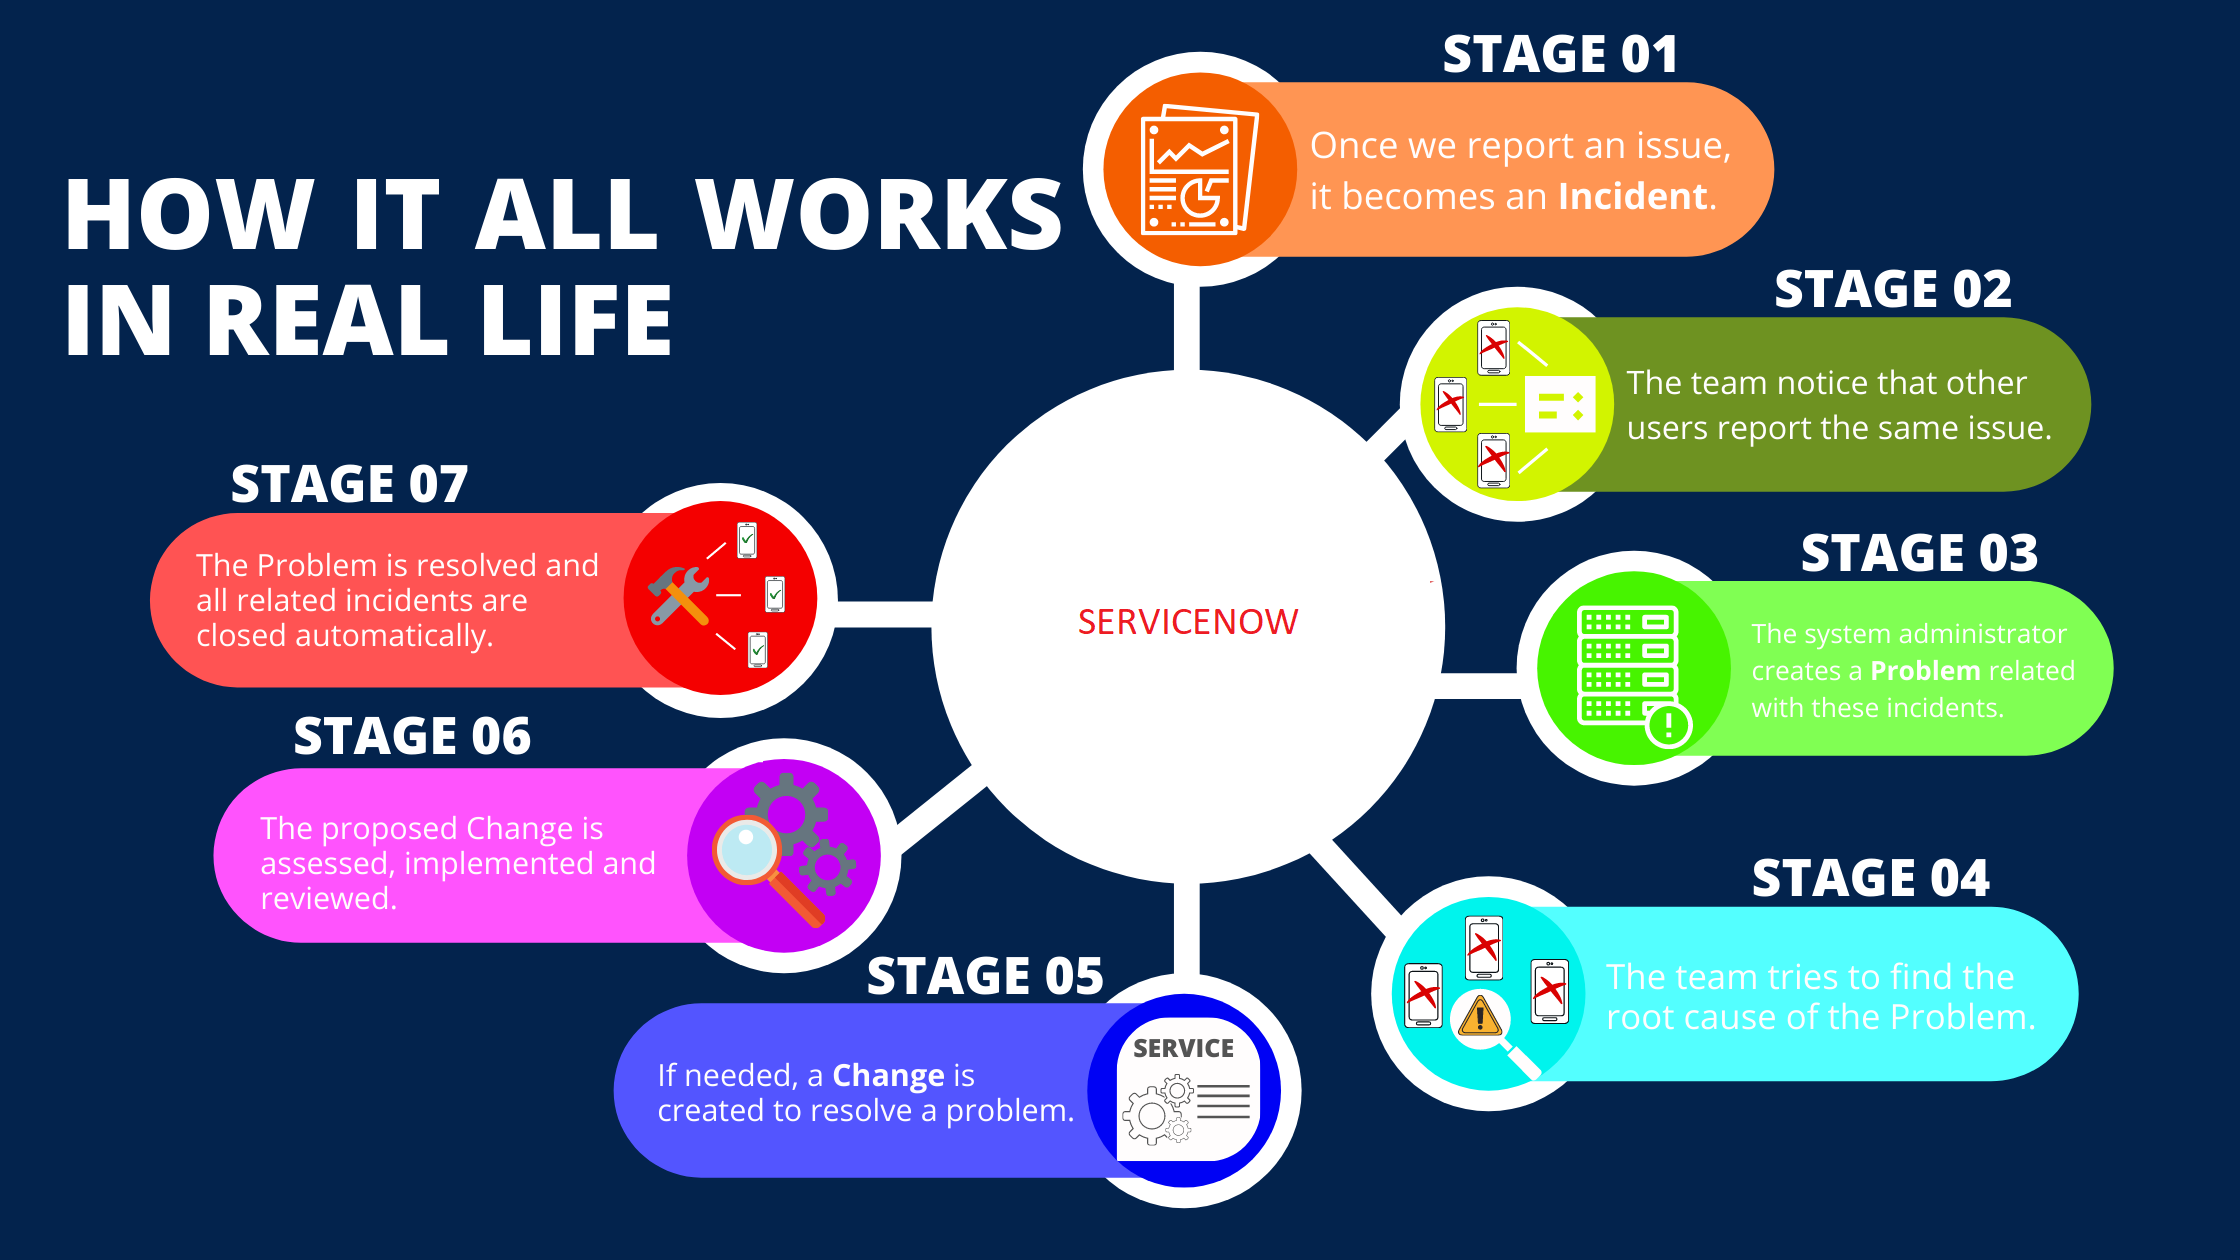 HOW IT ALL WORKS
IN REAL LIFE
STAGE 01
Once we report an issue,
it becomes an Incident.
STAGE 02
The team notice that other
users report the same issue.
STAGE 03
The system administrator
creates a Problem related
with these incidents.
STAGE 04
The team tries to find the
root cause of the Problem.
STAGE 05
If needed, a Change is
created to resolve a problem.
SERVICE
STAGE 06
The proposed Change is
assessed, implemented and
reviewed.
STAGE 07
The Problem is resolved and
all related incidents are
closed automatically.
SERVICENOW